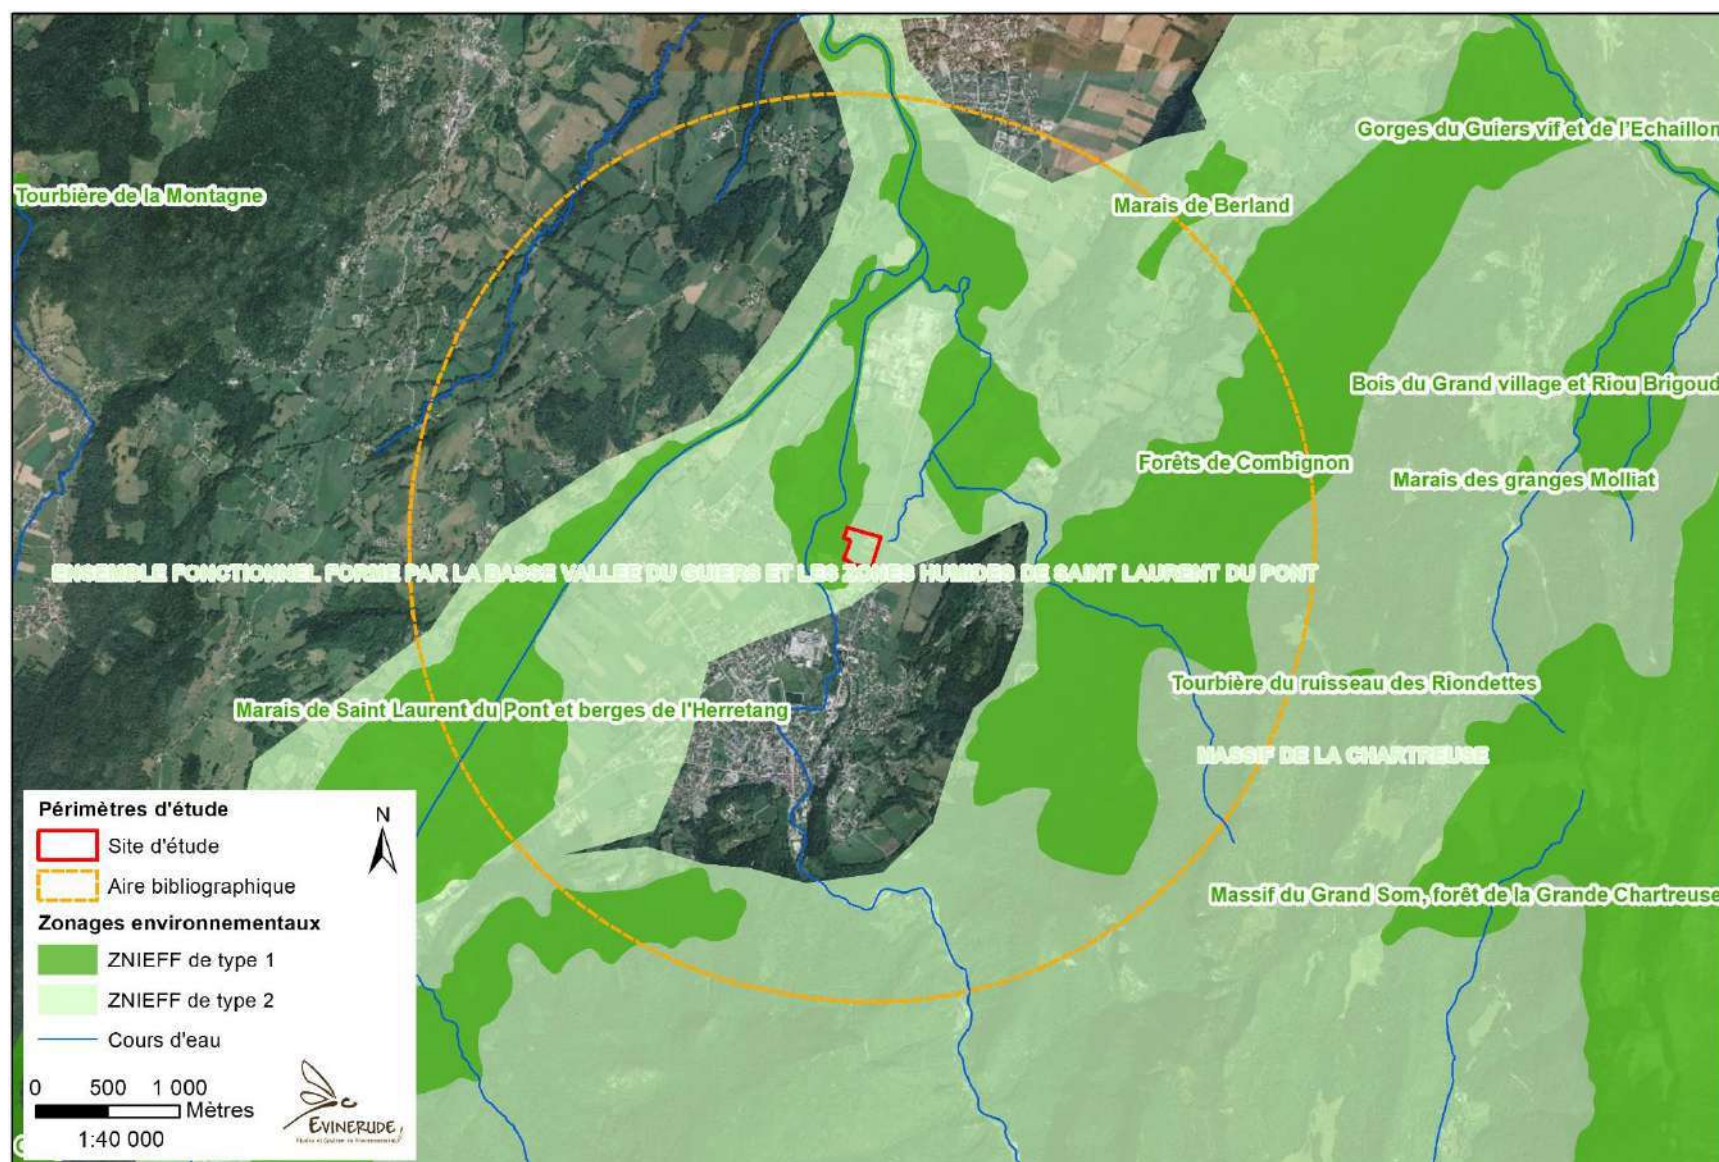 Gorges du Guiers vif et de l'Echaillon
Tourbière de la Montagne
Marais de Berland
Bois du Grand village et Riou Brigoud
Forêts de Combignon
Marais des granges Molliat
ENSEMBLE FONCTIONNEL FORME PAR LA BASSE VALLEE DU GUIERS ET LES ZONES HUMIDES DE SAINT LAURENT DU PONT
Tourbière du ruisseau des Riondettes
Marais de Saint Laurent du Pont et berges de l'Herretang
MASSIF DE LA CHARTREUSE
Massif du Grand Som, forêt de la Grande Chartreuse
Périmètres d'étude
N
Site d'étude
Aire bibliographique
Zonages environnementaux
ZNIEFF de type 1
ZNIEFF de type 2
Cours d'eau
0 500 1 000
Mètres
1:40 000
EVINERUDE